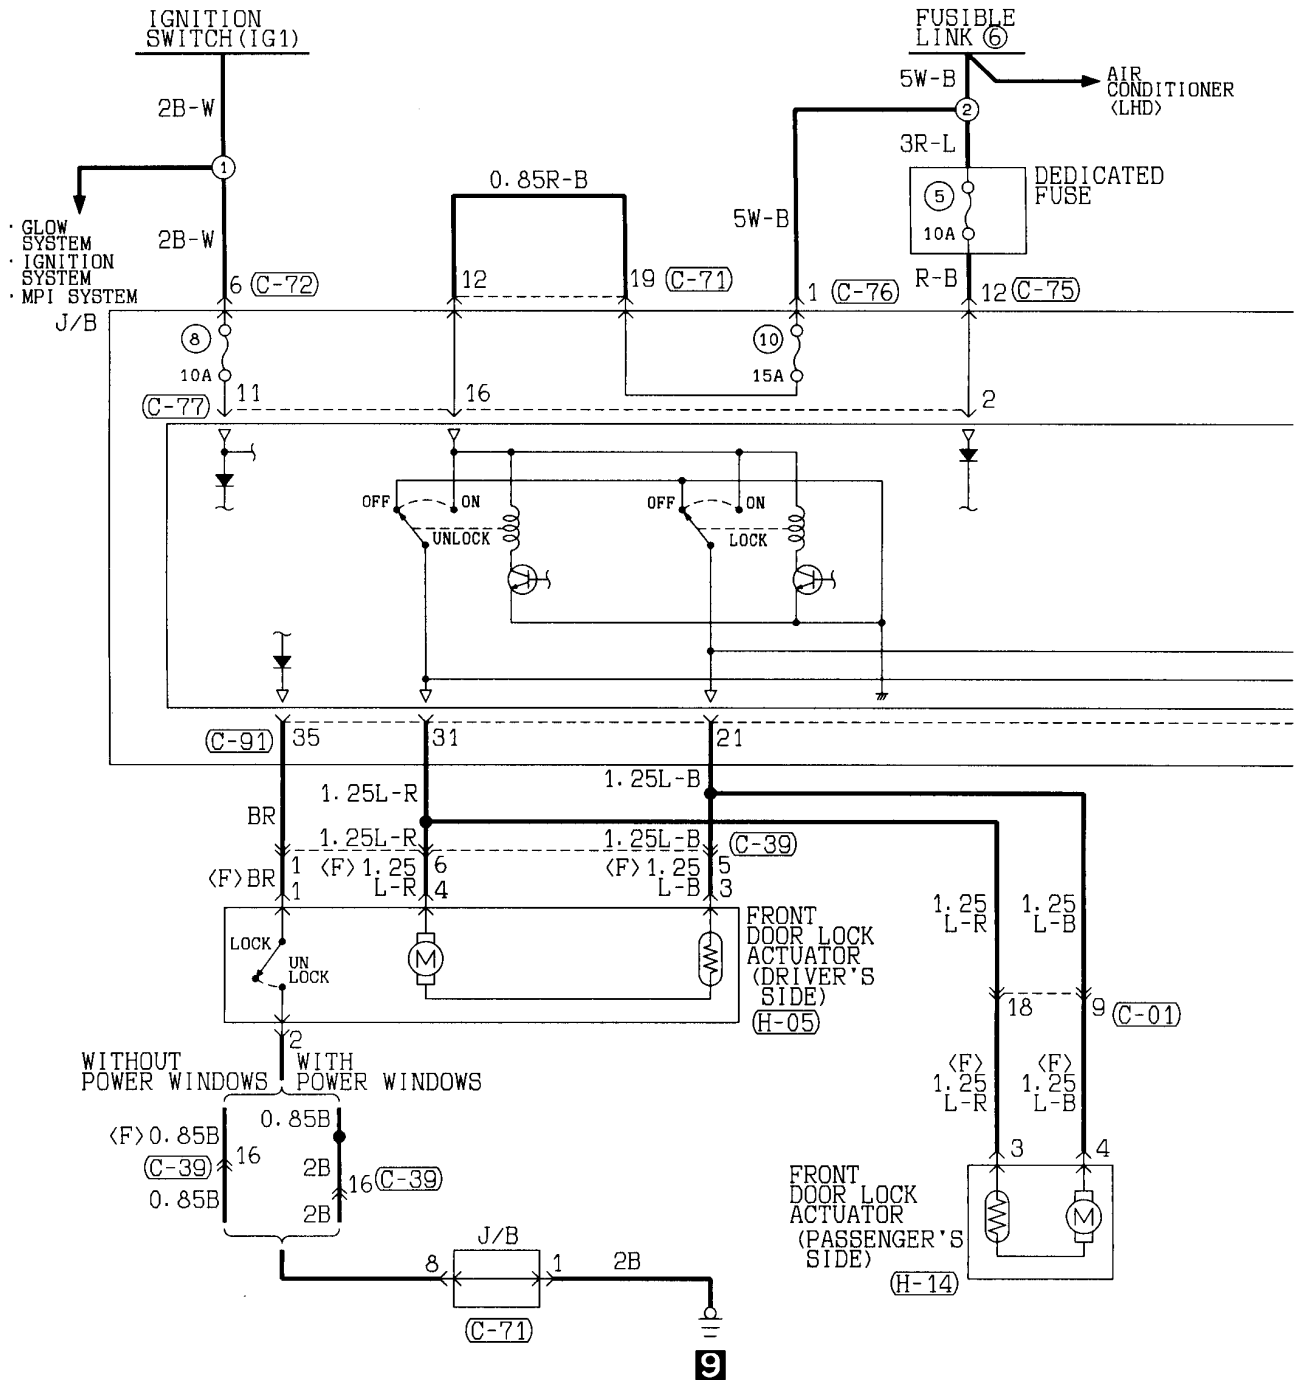 IGNITION
SWITCH(IG1)
FUSIBLE
LINK ⑥
5W-B
AIR
CONDITIONER
〈LHD〉
2B-W
②
3R-L
①
0.85R-B
DEDICATED
FUSE
⑤
10A
· GLOW
SYSTEM
· IGNITION
SYSTEM
· MPI SYSTEM
2B-W
5W-B
R-B
6 C-72
12
19 C-71
1 C-76
12 C-75
J/B
⑧
10A
⑩
15A
C-77
11
16
2
OFF
ON
UNLOCK
OFF
ON
LOCK
C-91
35
31
21
1.25L-R
1.25L-B
BR
1.25L-R
1.25L-B
C-39
1
6
5
〈F〉BR
1
〈F〉1.25
L-R
4
〈F〉1.25
L-B
3
LOCK
UN
LOCK
M
FRONT
DOOR LOCK
ACTUATOR
(DRIVER'S
SIDE)
H-05
1.25
L-R
1.25
L-B
18
9
C-01
2
WITHOUT
POWER WINDOWS
WITH
POWER WINDOWS
〈F〉
1.25
L-R
〈F〉
1.25
L-B
〈F〉0.85B
C-39
16
0.85B
0.85B
2B
16
C-39
2B
3
4
FRONT
DOOR LOCK
ACTUATOR
(PASSENGER'S
SIDE)
H-14
M
J/B
8
1
2B
C-71
9